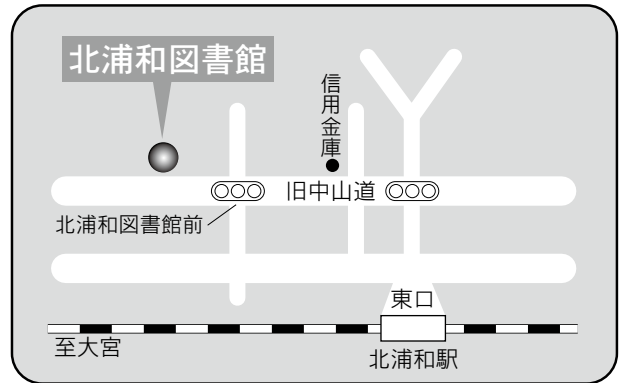 北浦和図書館
信用金庫
旧中山道
北浦和図書館前
東口
至大宮
北浦和駅